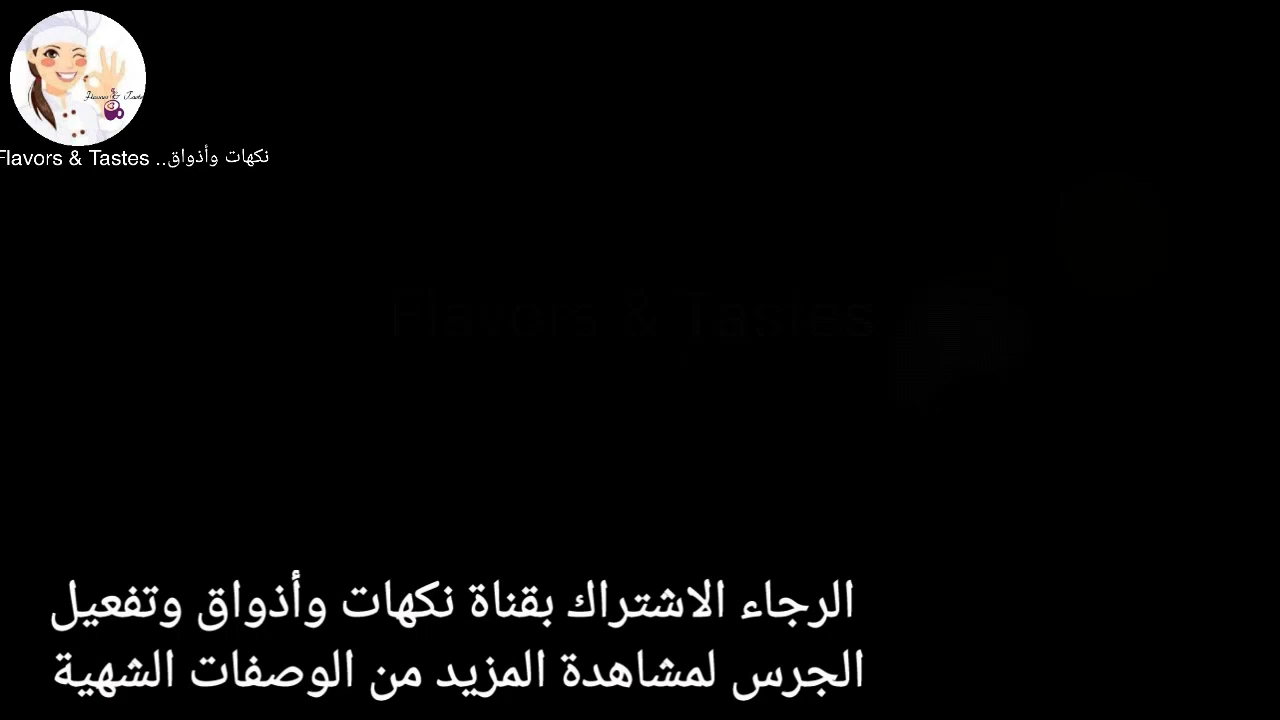 Flavors & Tastes ..نكهات وأذواق
Flavors & Tastes
الرجاء الاشتراك بقناة نكهات وأذواق وتفعيل
الجرس لمشاهدة المزيد من الوصفات الشهية